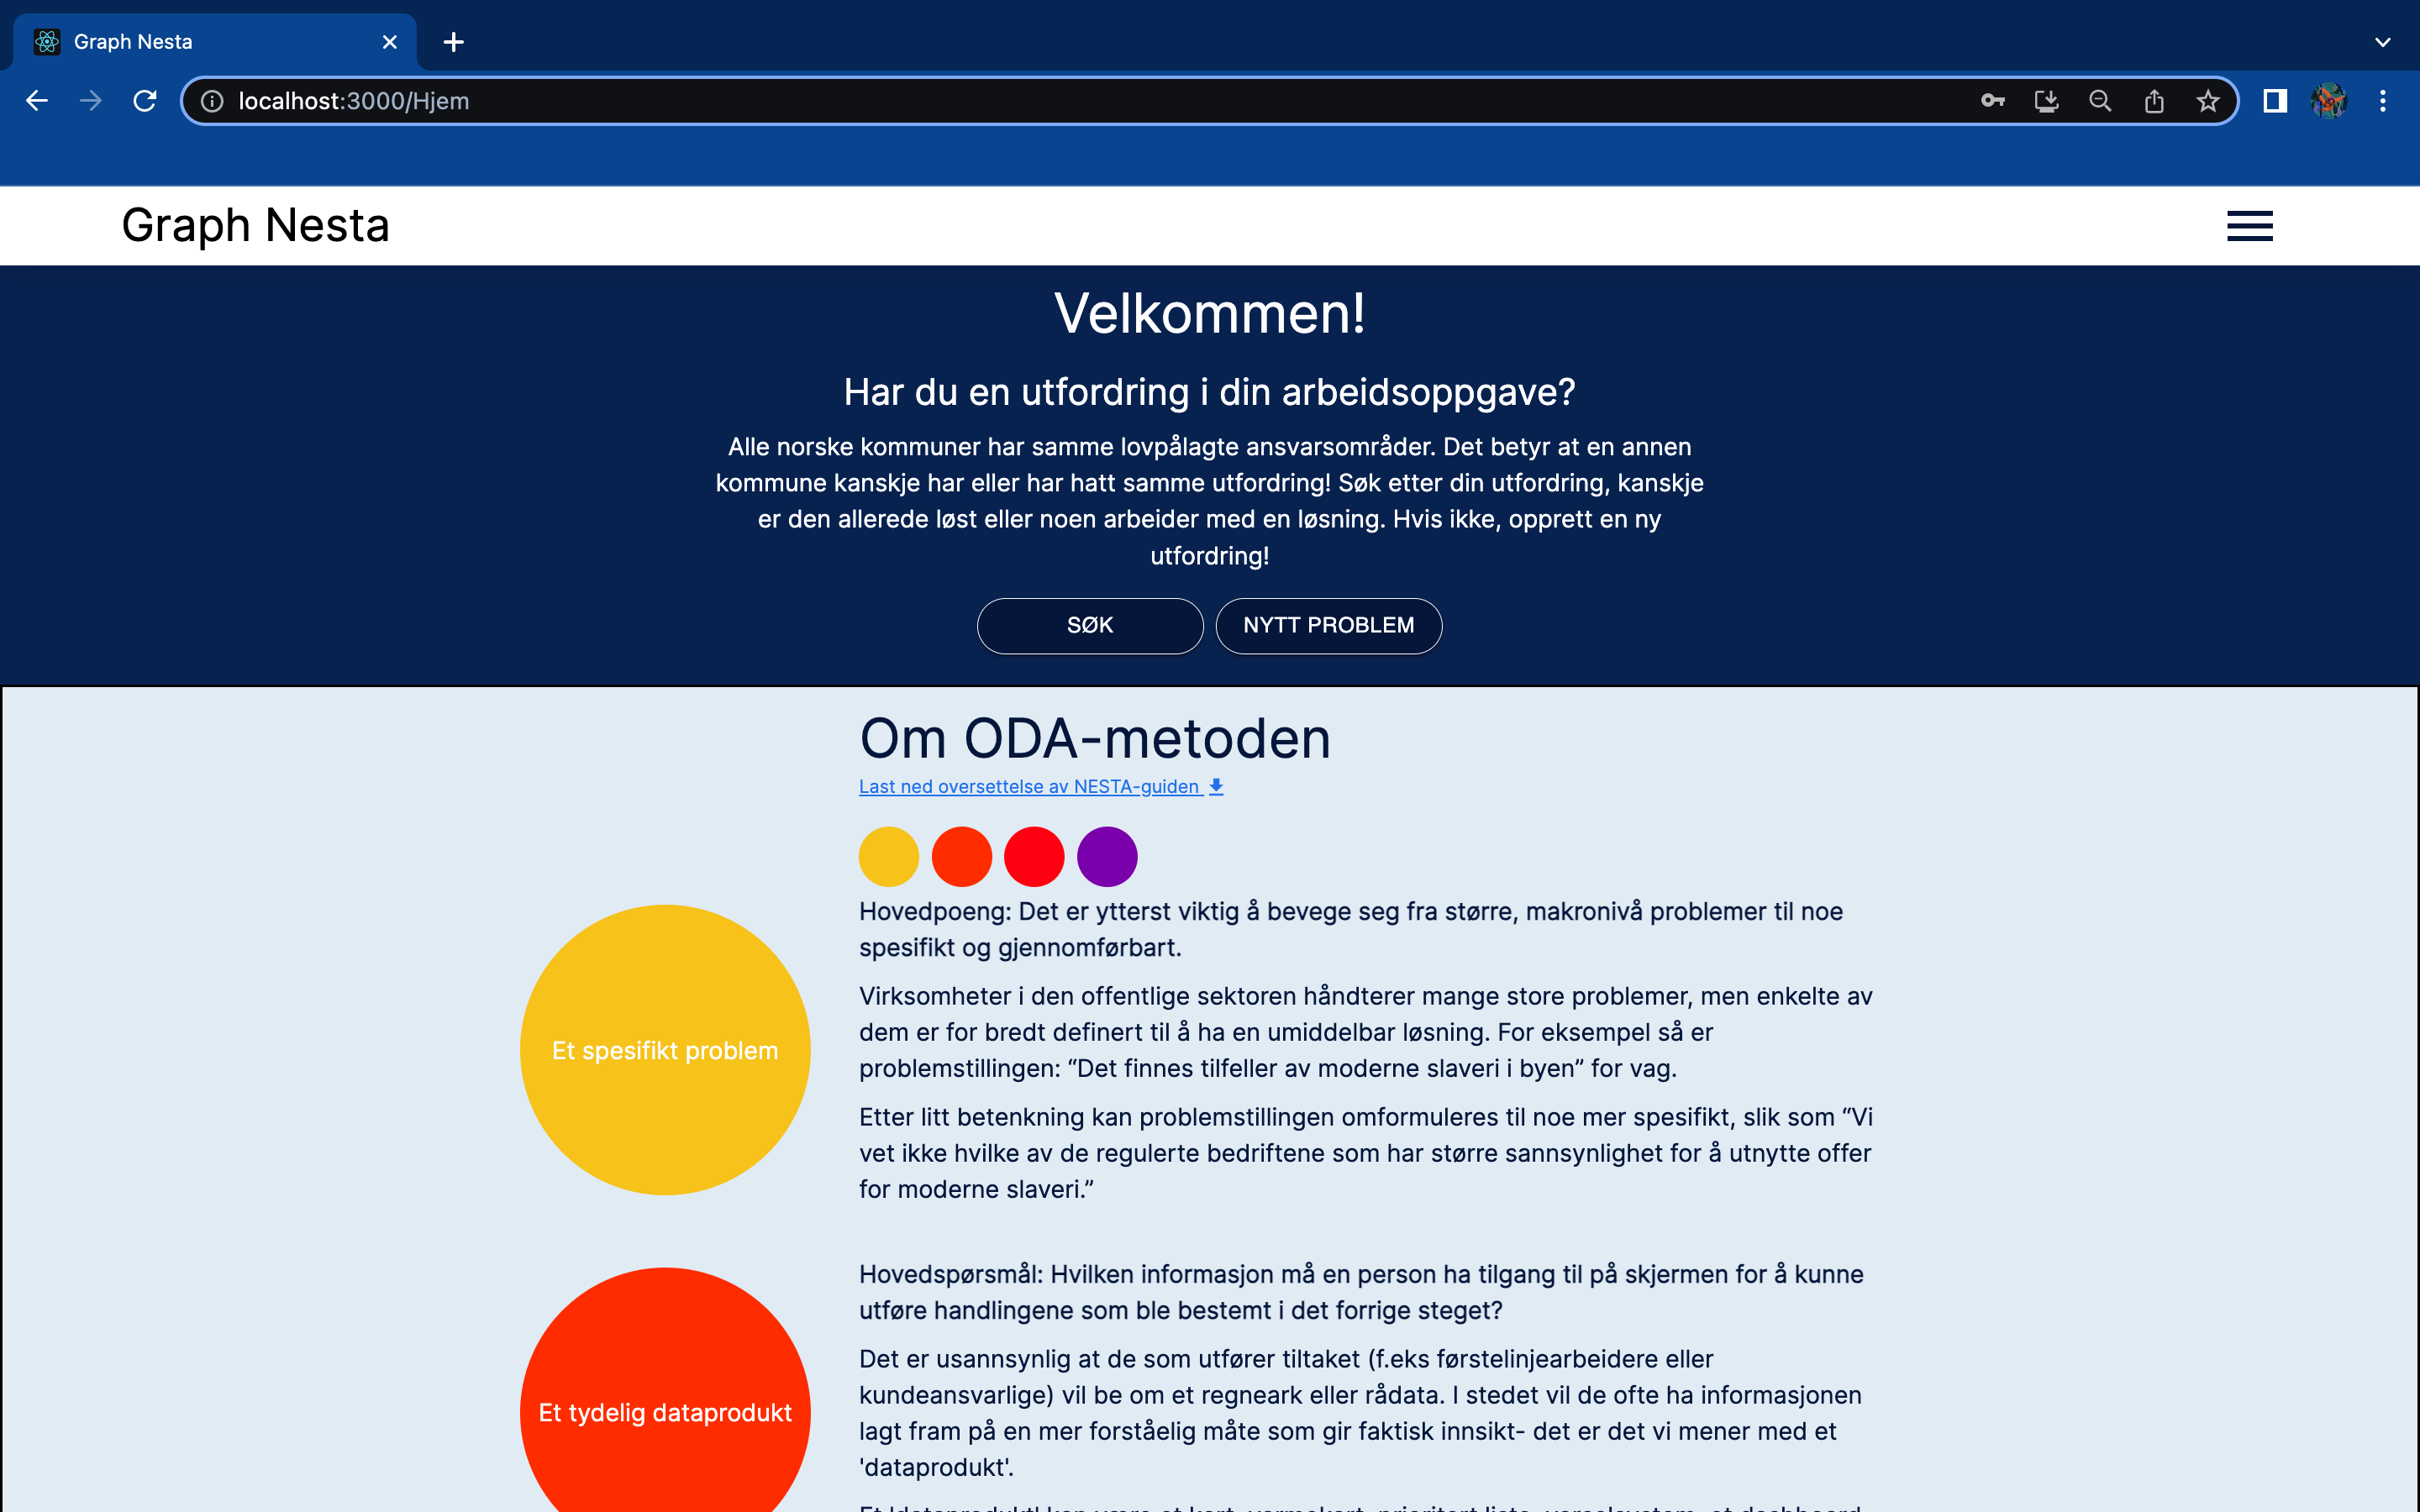 Graph Nesta
localhost:3000/Hjem
Graph Nesta
Velkommen!
Har du en utfordring i din arbeidsoppgave?
Alle norske kommuner har samme lovpålagte ansvarsområder. Det betyr at en annen
kommune kanskje har eller har hatt samme utfordring! Søk etter din utfordring, kanskje
er den allerede løst eller noen arbeider med en løsning. Hvis ikke, opprett en ny
utfordring!
SØK
NYTT PROBLEM
Om ODA-metoden
Last ned oversettelse av NESTA-guiden
Et spesifikt problem
Hovedpoeng: Det er ytterst viktig å bevege seg fra større, makronivå problemer til noe
spesifikt og gjennomførbart.
Virksomheter i den offentlige sektoren håndterer mange store problemer, men enkelte av
dem er for bredt definert til å ha en umiddelbar løsning. For eksempel så er
problemstillingen: “Det finnes tilfeller av moderne slaveri i byen” for vag.
Etter litt betenkning kan problemstillingen omformuleres til noe mer spesifikt, slik som “Vi
vet ikke hvilke av de regulerte bedriftene som har større sannsynlighet for å utnytte offer
for moderne slaveri.”
Et tydelig dataprodukt
Hovedspørsmål: Hvilken informasjon må en person ha tilgang til på skjermen for å kunne
utføre handlingene som ble bestemt i det forrige steget?
Det er usannsynlig at de som utfører tiltaket (f.eks førstelinjearbeidere eller
kundeansvarlige) vil be om et regneark eller rådata. I stedet vil de ofte ha informasjonen
lagt fram på en mer forståelig måte som gir faktisk innsikt- det er det vi mener med et
'dataprodukt'.